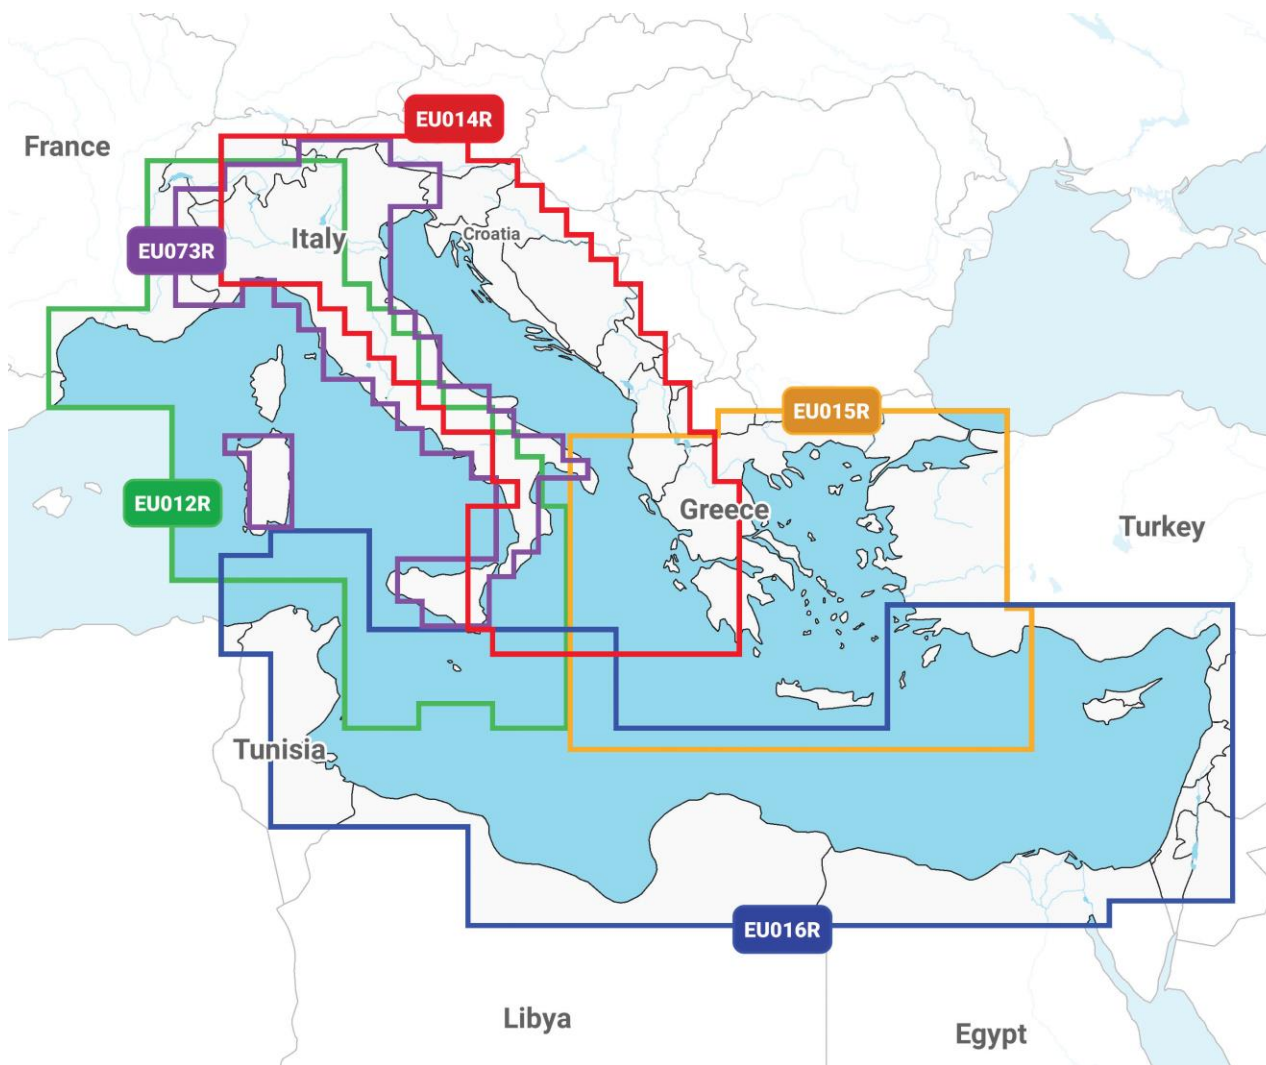 EU014R
France
Croatia
Italy
EU073R
EU015R
EU012R
Greece
Turkey
Tunisia
EU016R
Libya
Egypt